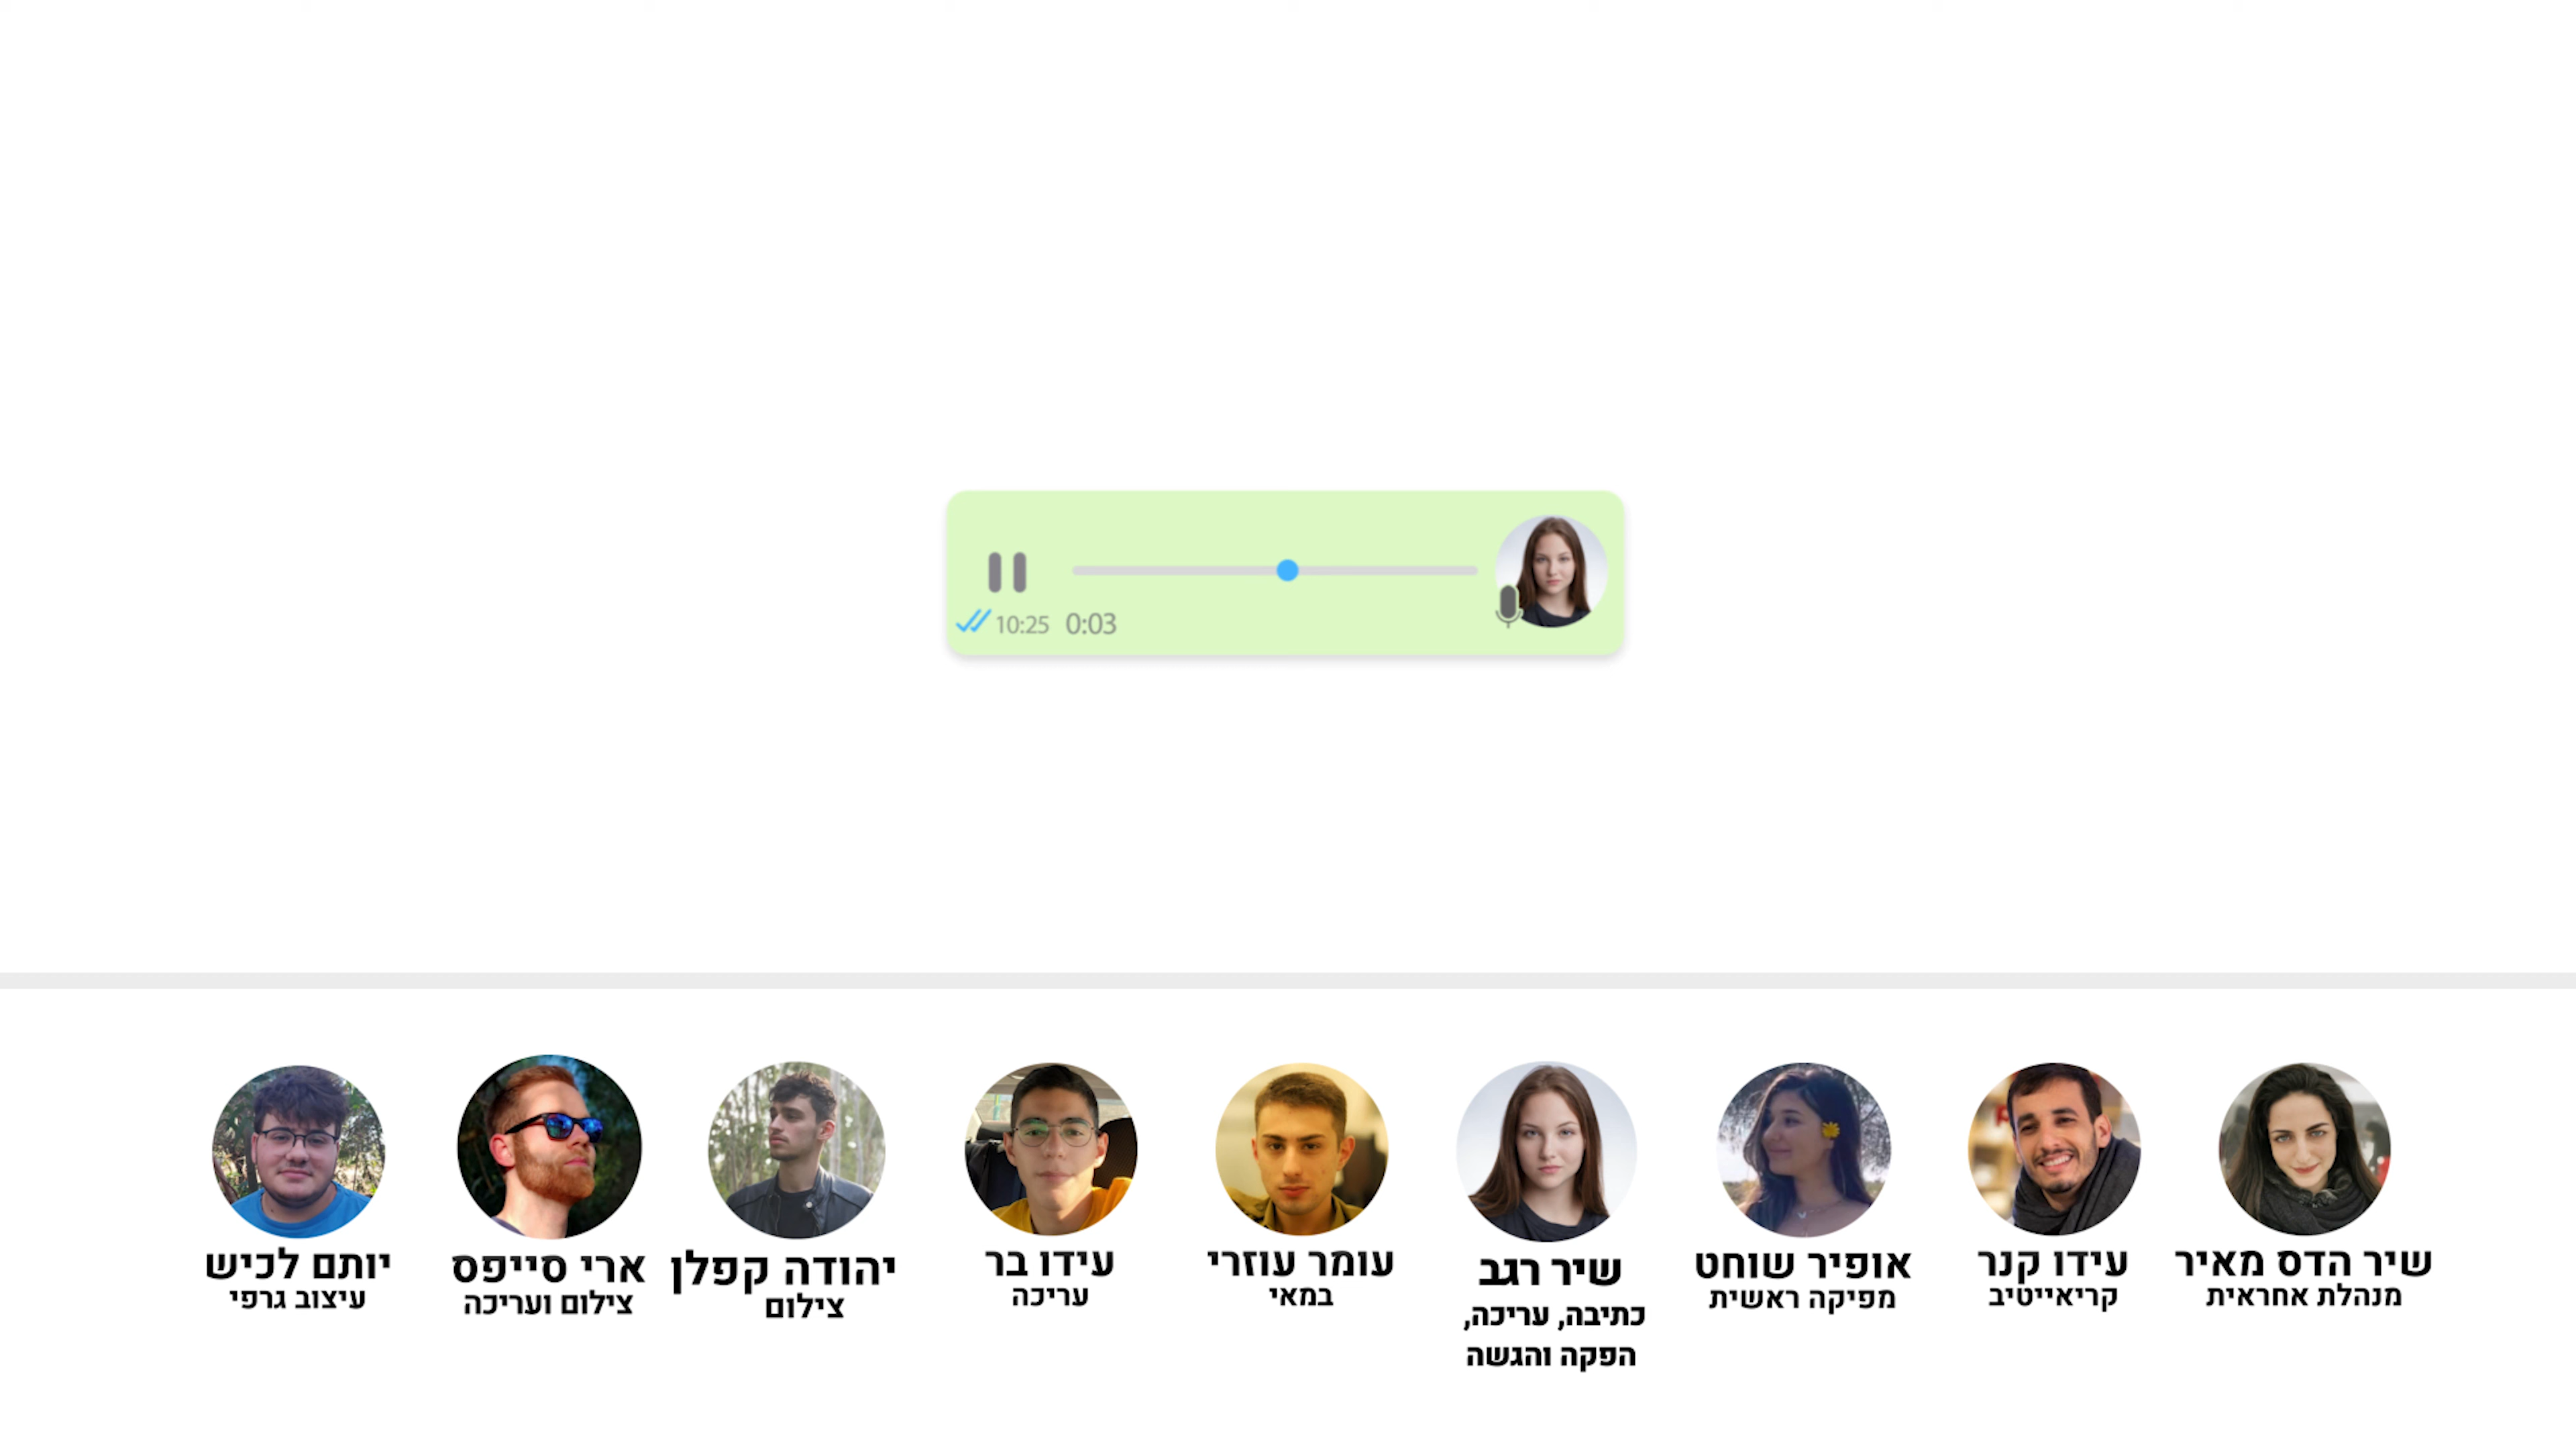 10:25 0:03
שיר הדס מאיר
מנהלת אחראית
עידו קנר
קריאייטיב
אופיר שוחט
מפיקה ראשית
שיר רגב
כתיבה, עריכה,
הפקה והגשה
עומר עוזרי
במאי
עידו בר
עריכה
יהודה קפלן
צילום
ארי סייפס
צילום ועריכה
יותם לכיש
עיצוב גרפי